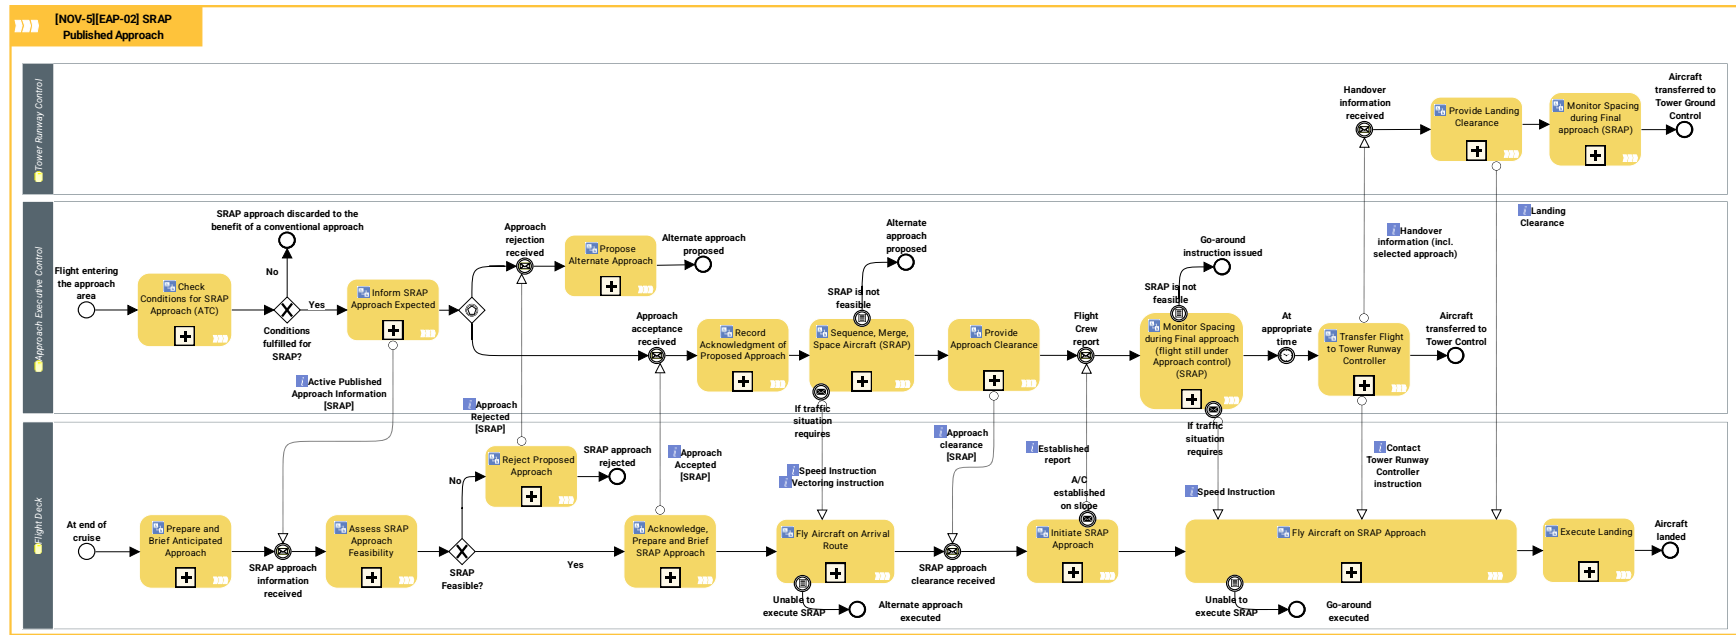 [NOV-5][EAP-02] SRAP
Published Approach
Tower Runway Control
Handover
information
received
Provide Landing
Clearance
Monitor Spacing
during Final
approach (SRAP)
Aircraft
transferred to
Tower Ground
Control
Landing
Clearance
Handover
information (incl.
selected approach)
Approach Executive Control
Flight entering
the approach
area
Check
Conditions for SRAP
Approach (ATC)
SRAP approach discarded to the
benefit of a conventional approach
No
Yes
Conditions
fulfilled for
SRAP?
Inform SRAP
Approach Expected
Active Published
Approach Information
[SRAP]
Approach
rejection
received
Propose
Alternate Approach
Alternate approach
proposed
Approach
acceptance
received
Record
Acknowledgment of
Proposed Approach
Alternate
approach
proposed
SRAP is not
feasible
Sequence, Merge,
Space Aircraft (SRAP)
If traffic
situation
requires
Provide
Approach Clearance
Flight
Crew
report
Go-around
instruction issued
SRAP is not
feasible
Monitor Spacing
during Final approach
(flight still under
Approach control)
(SRAP)
If traffic
situation
requires
At
appropriate
time
Transfer Flight
to Tower Runway
Controller
Aircraft
transferred to
Tower Control
Approach
Rejected
[SRAP]
Approach
Accepted
[SRAP]
Speed Instruction
Vectoring instruction
Approach
clearance
[SRAP]
Established
report
Speed Instruction
Contact
Tower Runway
Controller
instruction
Flight Deck
At end of
cruise
Prepare and
Brief Anticipated
Approach
SRAP approach
information
received
Assess SRAP
Approach
Feasibility
SRAP
Feasible?
No
Yes
Reject Proposed
Approach
SRAP approach
rejected
Acknowledge,
Prepare and Brief
SRAP Approach
Fly Aircraft on Arrival
Route
Unable to
execute SRAP
Alternate approach
executed
SRAP approach
clearance received
A/C
established
on slope
Initiate SRAP
Approach
Fly Aircraft on SRAP Approach
Unable to
execute SRAP
Go-around
executed
Execute Landing
Aircraft
landed